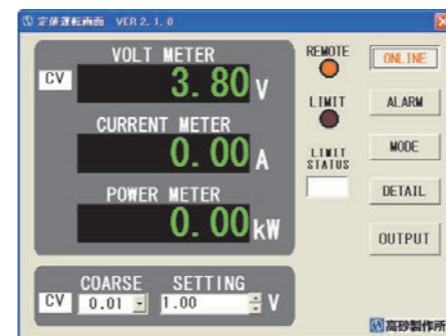 定値運転画面 VER 2.1.0
VOLT METER
CV
3.80 V
CURRENT METER
0.00 A
POWER METER
0.00 kW
COARSE SETTING
CV 0.01 1.00 V
REMOTE
LIMIT
LIMIT
STATUS
ONLINE
ALARM
MODE
DETAIL
OUTPUT
高砂製作所